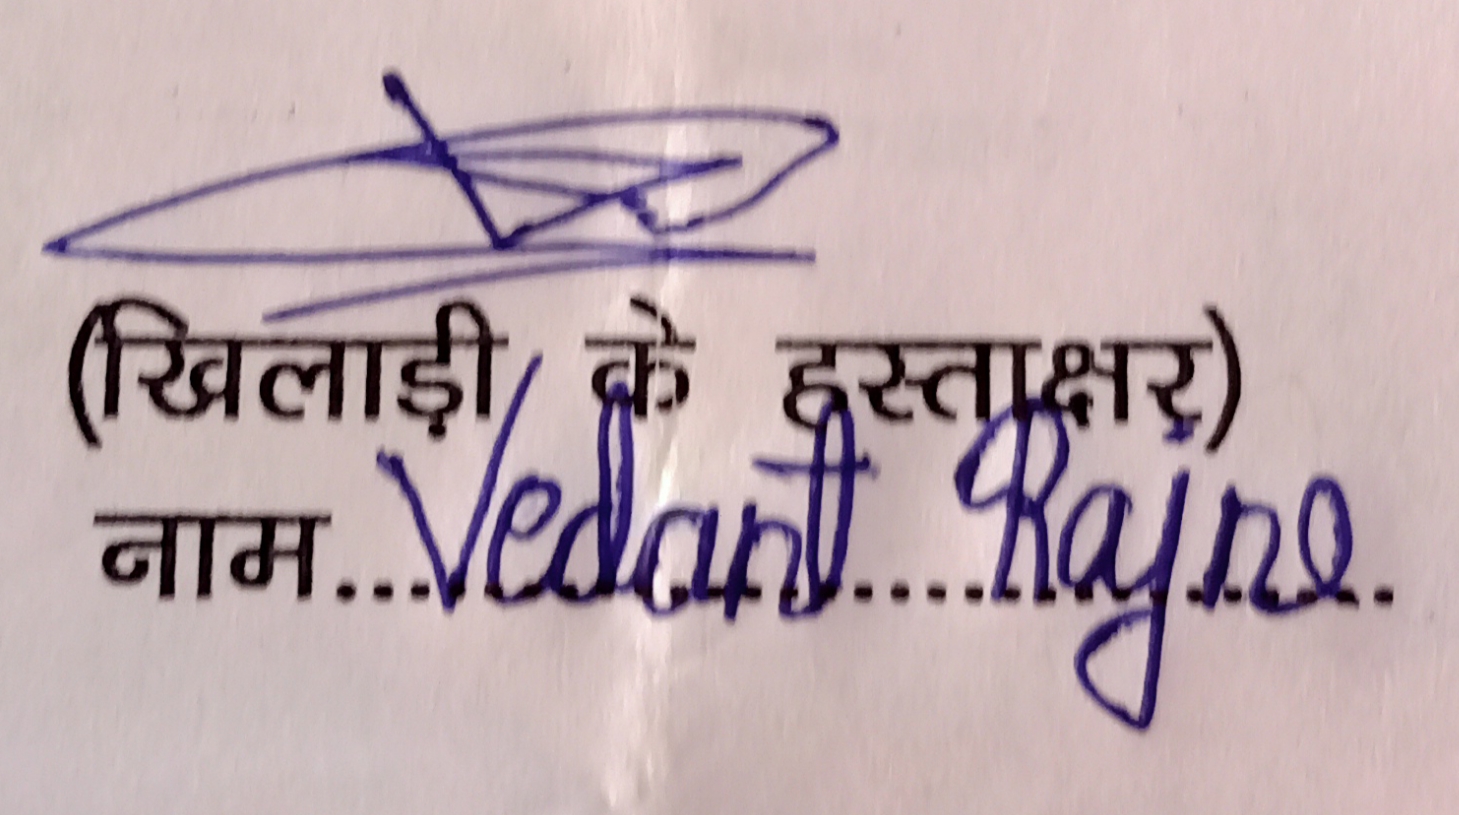 (खिलाड़ी के हस्ताक्षर)
नाम....Vedant....Rajne..